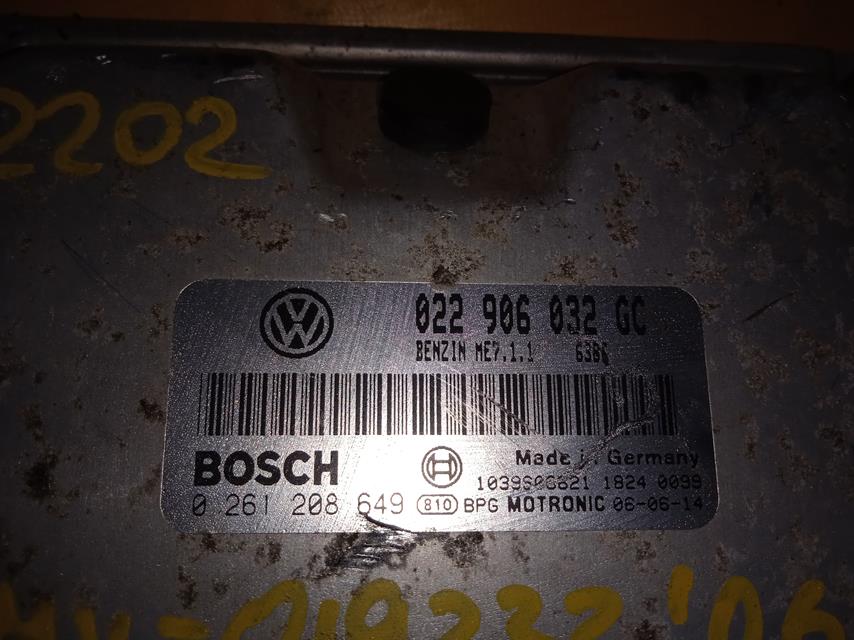 2202
022 906 032 GC
BENZIN ME7.1.1
BOSCH
Made in Germany
1824 0099
0 261 208 649 810 BPG MOTRONIC 06-06-14
'06